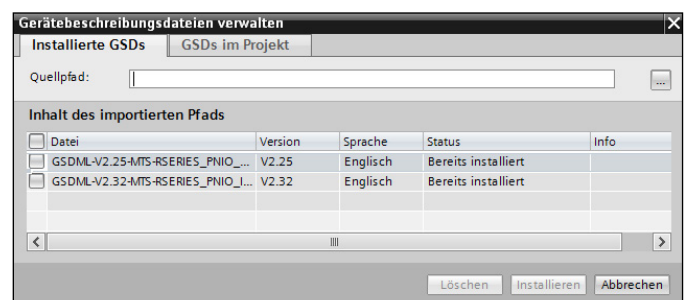 Gerätebeschreibungsdateien verwalten
Installierte GSDs GSDs im Projekt
Quellpfad:
...
Inhalt des importierten Pfads
Datei Version Sprache Status Info
GSDML-V2.25-MTS-RSERIES_PNIO_... V2.25 Englisch Bereits installiert
GSDML-V2.32-MTS-RSERIES_PNIO_I... V2.32 Englisch Bereits installiert
Löschen Installieren Abbrechen